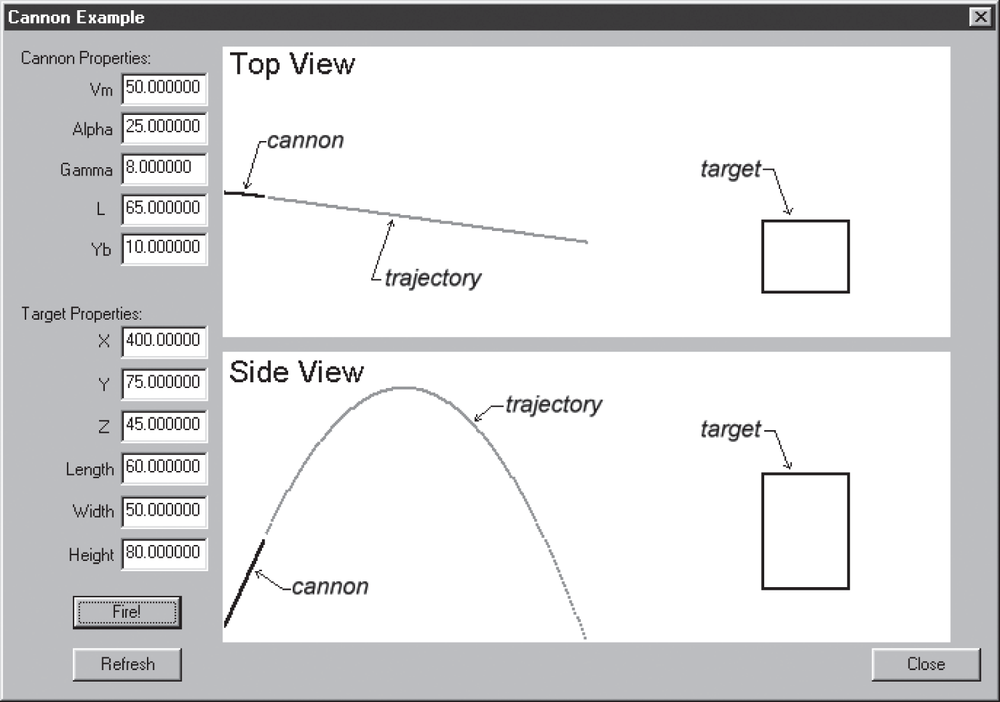 Cannon Example
Cannon Properties:
Vm 50.000000
Alpha 25.000000
Gamma 8.000000
L 65.000000
Yb 10.000000
Target Properties:
X 400.00000
Y 75.000000
Z 45.000000
Length 60.000000
Width 50.000000
Height 80.000000
Fire!
Refresh
Top View
cannon
target
trajectory
Side View
trajectory
target
cannon
Close